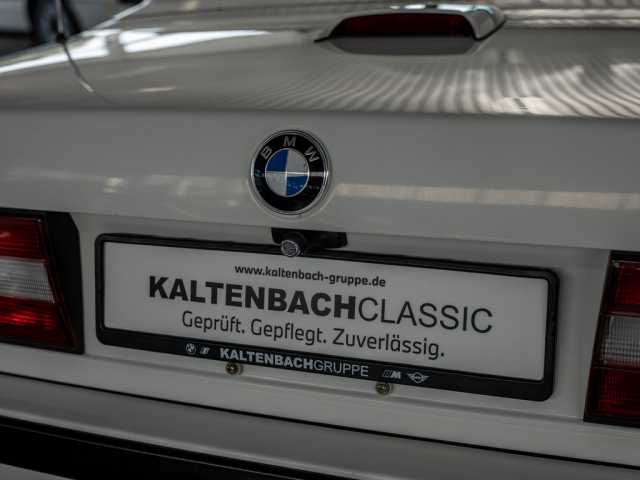 BMW
www.kaltenbach-gruppe.de
KALTENBACHCLASSIC
Geprüft. Gepflegt. Zuverlässig.
KALTENBACHGRUPPE M